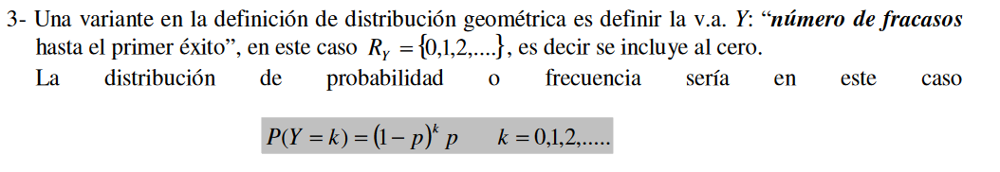 3- Una variante en la definición de distribución geométrica es definir la v.a. Y: “número de fracasos
hasta el primer éxito”, en este caso R_Y = {0,1,2,....}, es decir se incluye al cero.
La distribución de probabilidad o frecuencia sería en este caso
P(Y = k) = (1 − p)^k p k = 0,1,2,.....